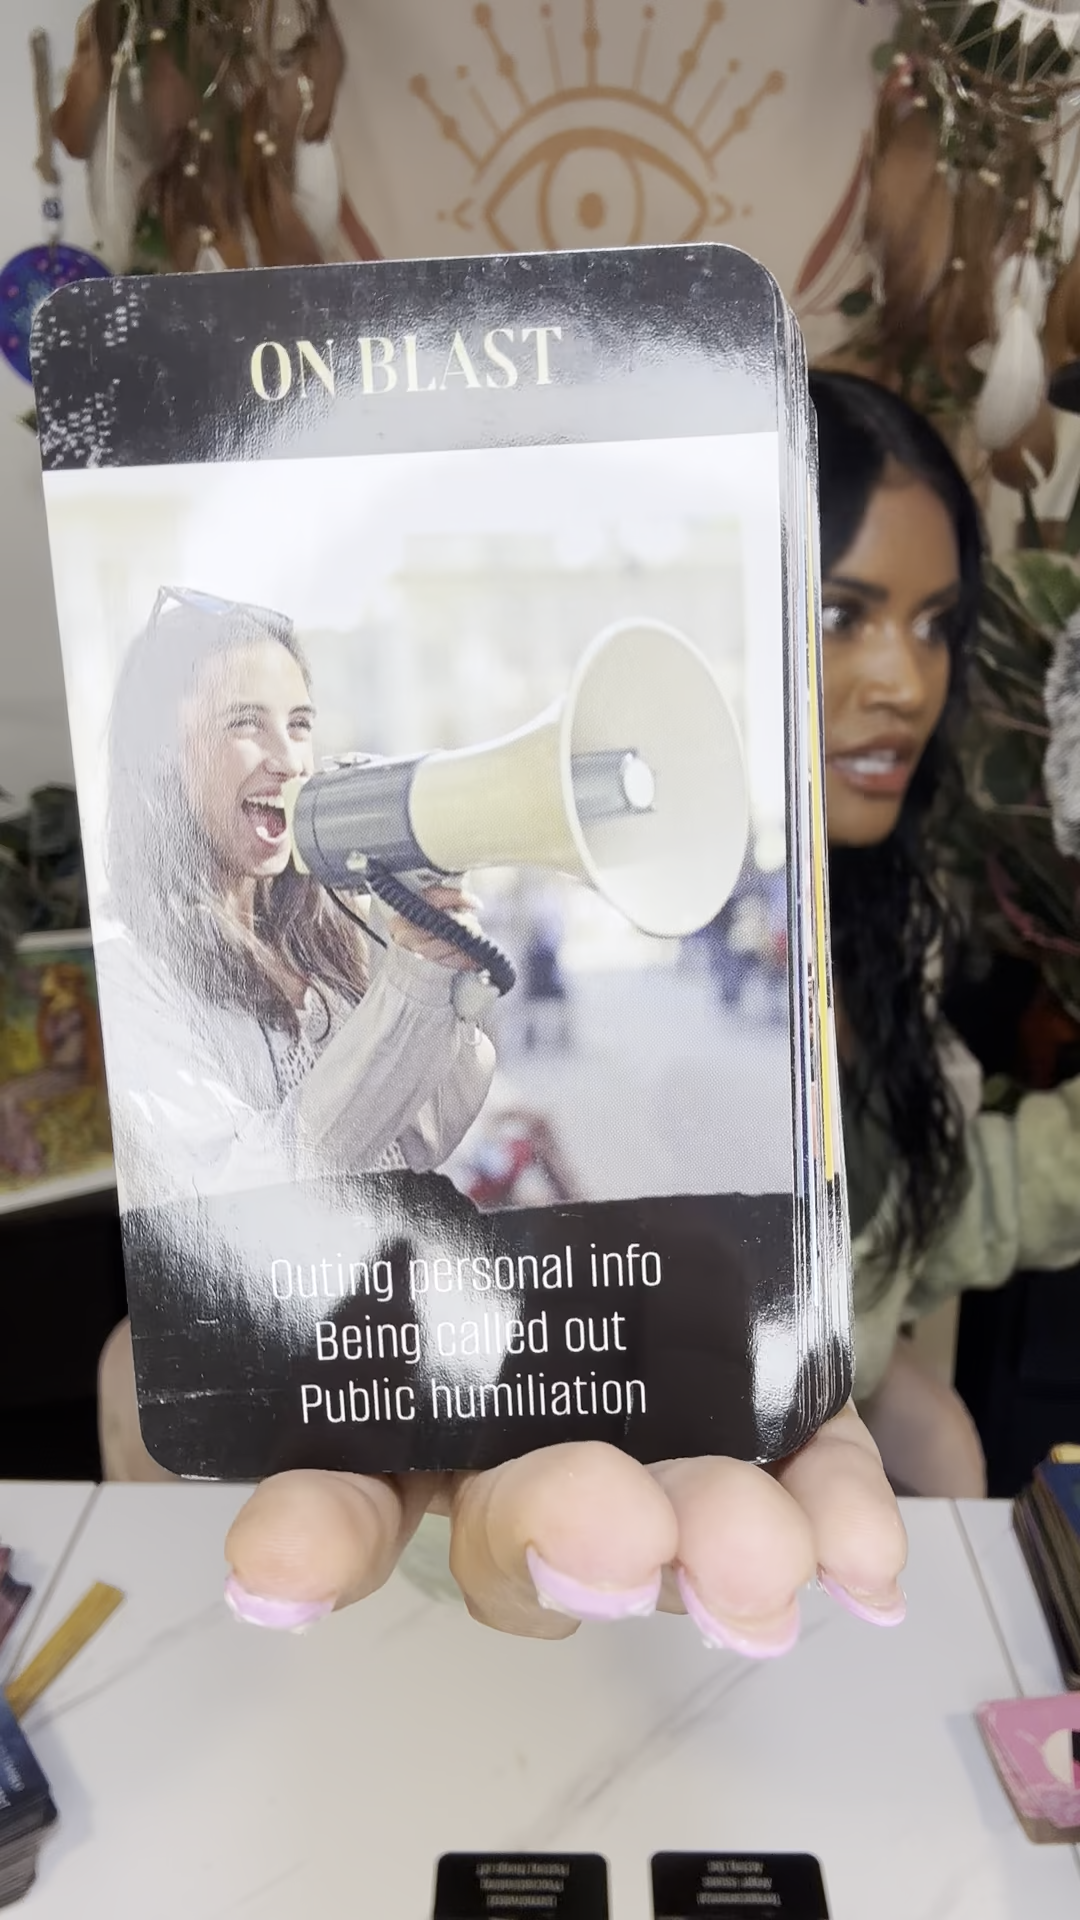 ON BLAST
Outing personal info
Being called out
Public humiliation